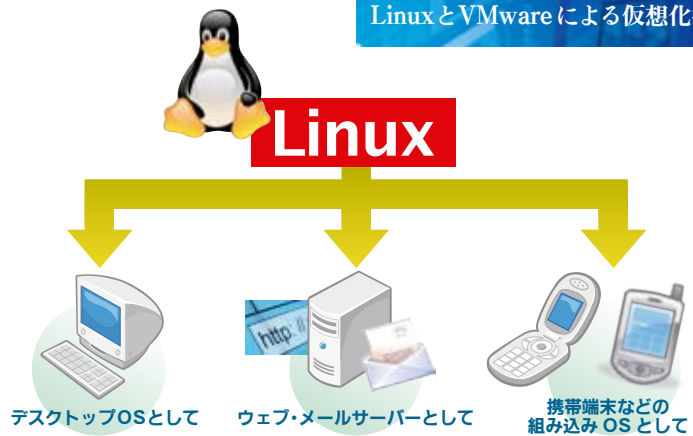 LinuxとVMwareによる仮想化
Linux
http://
デスクトップOSとして
ウェブ・メールサーバーとして
携帯端末などの
組み込み OS として